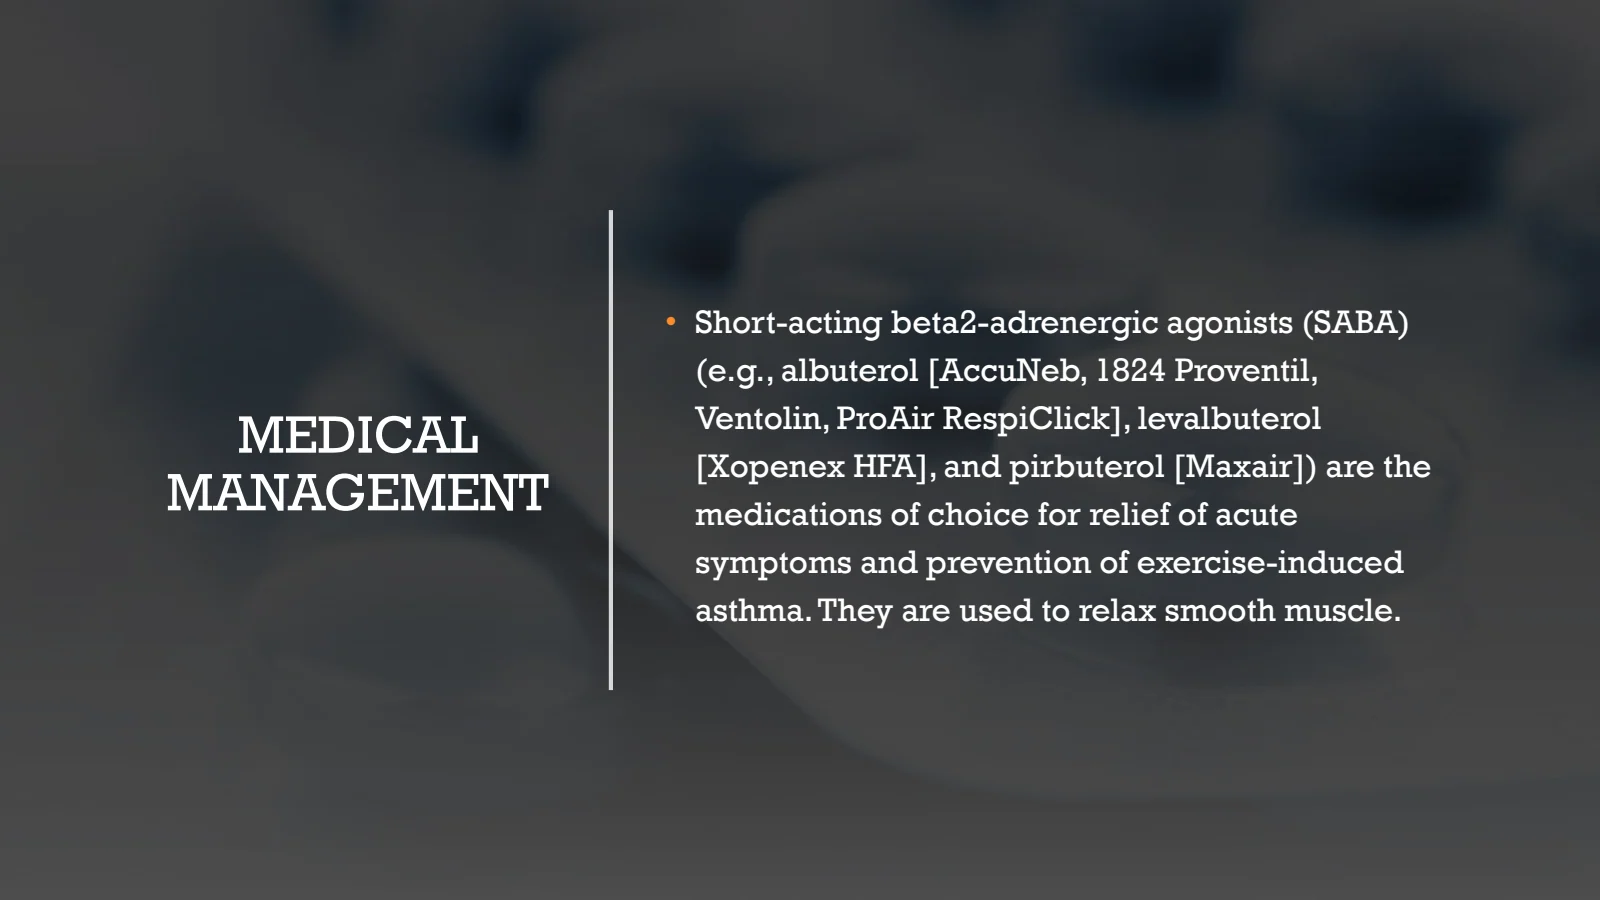 MEDICAL
MANAGEMENT
• Short-acting beta2-adrenergic agonists (SABA)
(e.g., albuterol [AccuNeb, 1824 Proventil,
Ventolin, ProAir RespiClick], levalbuterol
[Xopenex HFA], and pirbuterol [Maxair]) are the
medications of choice for relief of acute
symptoms and prevention of exercise-induced
asthma. They are used to relax smooth muscle.